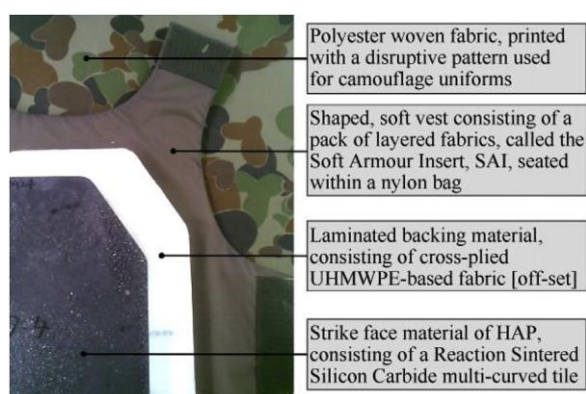 Polyester woven fabric, printed
with a disruptive pattern used
for camouflage uniforms
Shaped, soft vest consisting of a
pack of layered fabrics, called the
Soft Armour Insert, SAI, seated
within a nylon bag
Laminated backing material,
consisting of cross-plied
UHMWPE-based fabric [off-set]
Strike face material of HAP,
consisting of a Reaction Sintered
Silicon Carbide multi-curved tile